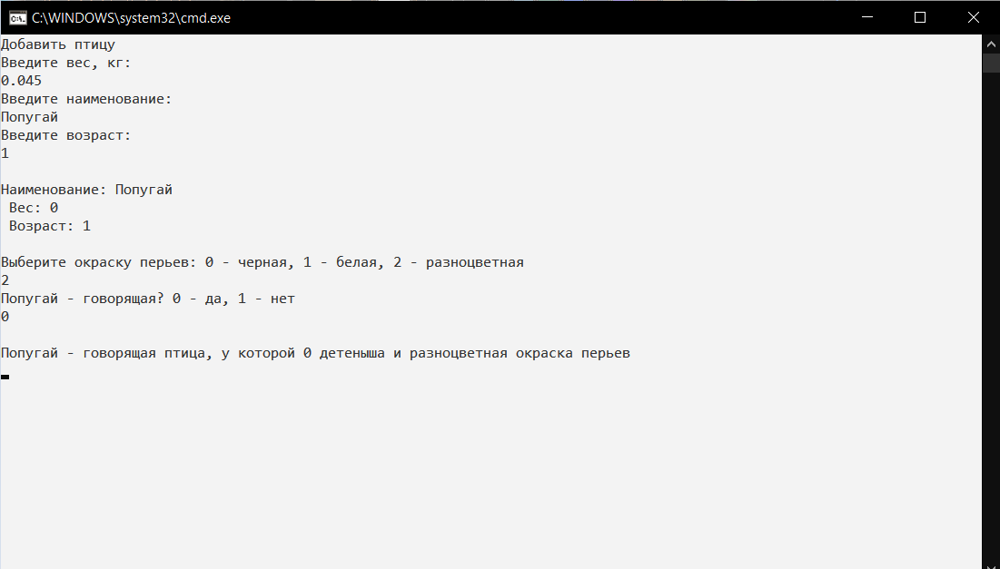 C:\WINDOWS\system32\cmd.exe
Добавить птицу
Введите вес, кг:
0.045
Введите наименование:
Попугай
Введите возраст:
1
Наименование: Попугай
Вес: 0
Возраст: 1
Выберите окраску перьев: 0 - черная, 1 - белая, 2 - разноцветная
2
Попугай - говорящая? 0 - да, 1 - нет
0
Попугай - говорящая птица, у которой 0 детеныша и разноцветная окраска перьев